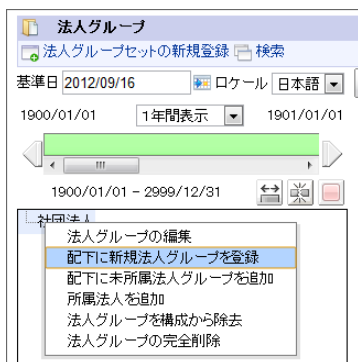 法人グループ
法人グループセットの新規登録 検索
基準日 2012/09/16 ロケール 日本語
1900/01/01 1年間表示 1901/01/01
1900/01/01 - 2999/12/31
社団法人
法人グループの編集
配下に新規法人グループを登録
配下に未所属法人グループを追加
所属法人を追加
法人グループを構成から除去
法人グループの完全削除